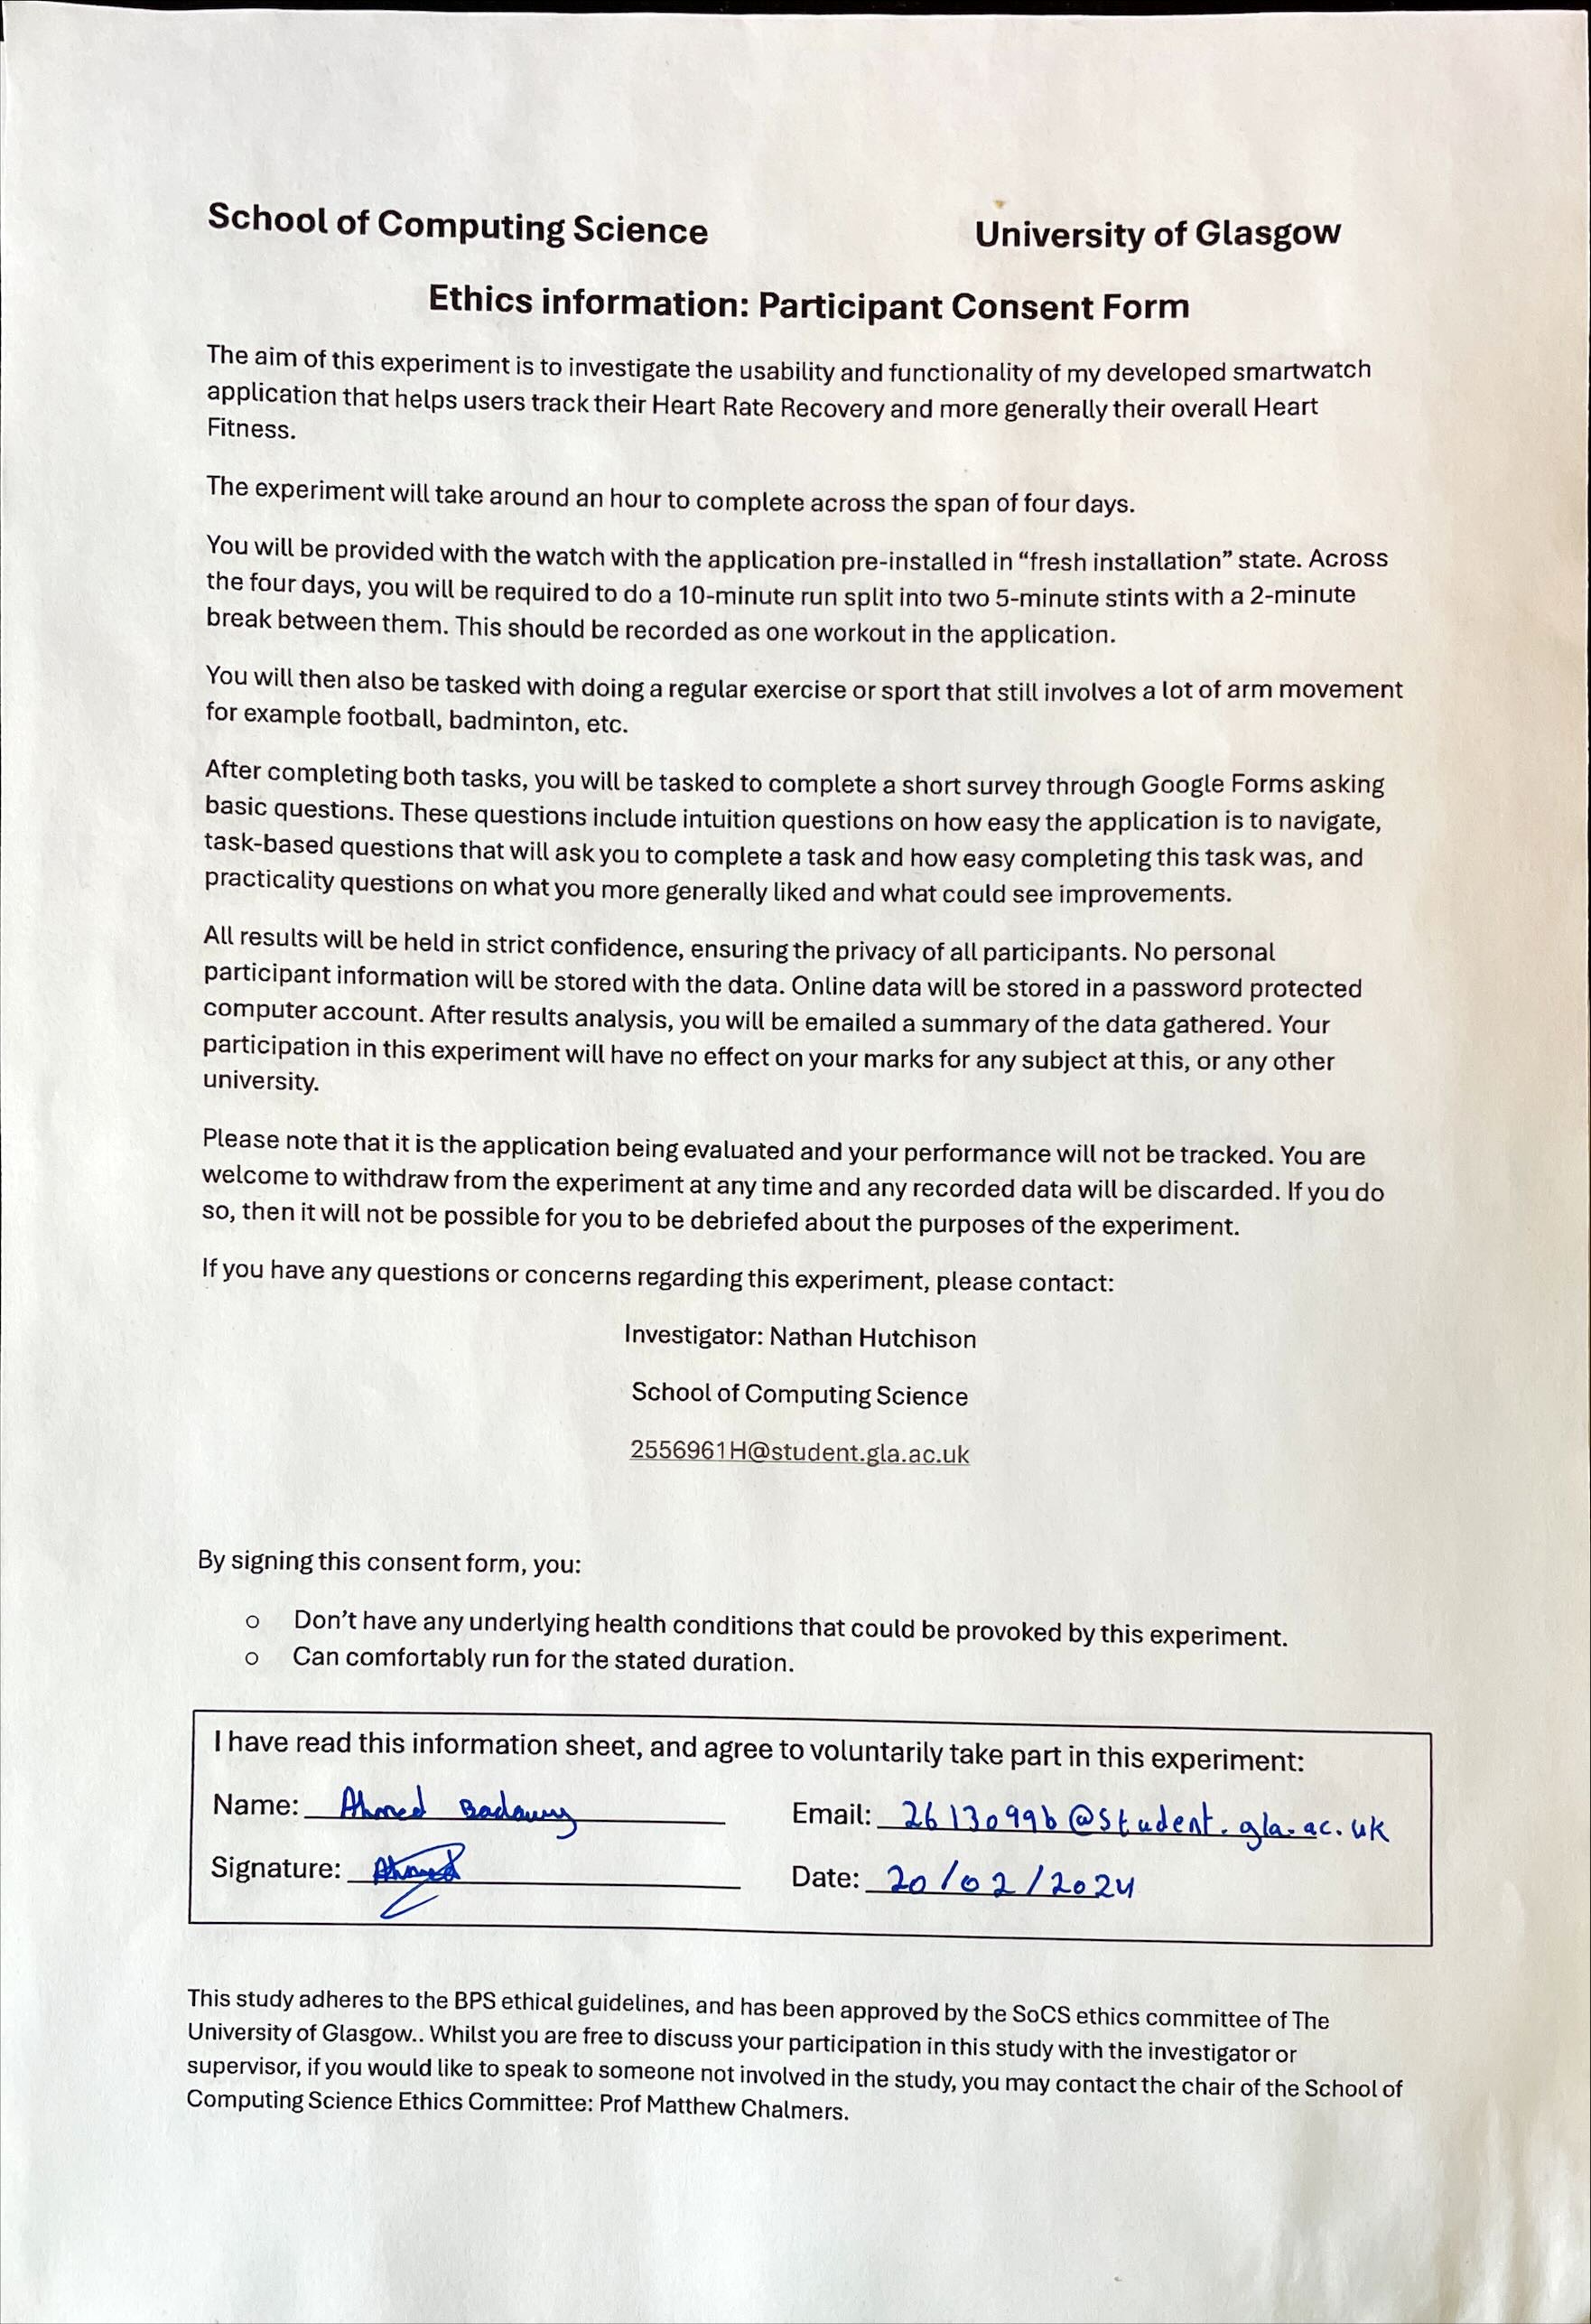 School of Computing Science University of Glasgow
Ethics information: Participant Consent Form
The aim of this experiment is to investigate the usability and functionality of my developed smartwatch
application that helps users track their Heart Rate Recovery and more generally their overall Heart
Fitness.
The experiment will take around an hour to complete across the span of four days.
You will be provided with the watch with the application pre-installed in “fresh installation” state. Across
the four days, you will be required to do a 10-minute run split into two 5-minute stints with a 2-minute
break between them. This should be recorded as one workout in the application.
You will then also be tasked with doing a regular exercise or sport that still involves a lot of arm movement
for example football, badminton, etc.
After completing both tasks, you will be tasked to complete a short survey through Google Forms asking
basic questions. These questions include intuition questions on how easy the application is to navigate,
task-based questions that will ask you to complete a task and how easy completing this task was, and
practicality questions on what you more generally liked and what could see improvements.
All results will be held in strict confidence, ensuring the privacy of all participants. No personal
participant information will be stored with the data. Online data will be stored in a password protected
computer account. After results analysis, you will be emailed a summary of the data gathered. Your
participation in this experiment will have no effect on your marks for any subject at this, or any other
university.
Please note that it is the application being evaluated and your performance will not be tracked. You are
welcome to withdraw from the experiment at any time and any recorded data will be discarded. If you do
so, then it will not be possible for you to be debriefed about the purposes of the experiment.
If you have any questions or concerns regarding this experiment, please contact:
Investigator: Nathan Hutchison
School of Computing Science
2556961H@student.gla.ac.uk
By signing this consent form, you:
o Don’t have any underlying health conditions that could be provoked by this experiment.
o Can comfortably run for the stated duration.
I have read this information sheet, and agree to voluntarily take part in this experiment:
Name: Ahmed Badawy Email: 2613099b@student.gla.ac.uk
Signature: Ahmed Date: 20/02/2024
This study adheres to the BPS ethical guidelines, and has been approved by the SoCS ethics committee of The
University of Glasgow.. Whilst you are free to discuss your participation in this study with the investigator or
supervisor, if you would like to speak to someone not involved in the study, you may contact the chair of the School of
Computing Science Ethics Committee: Prof Matthew Chalmers.